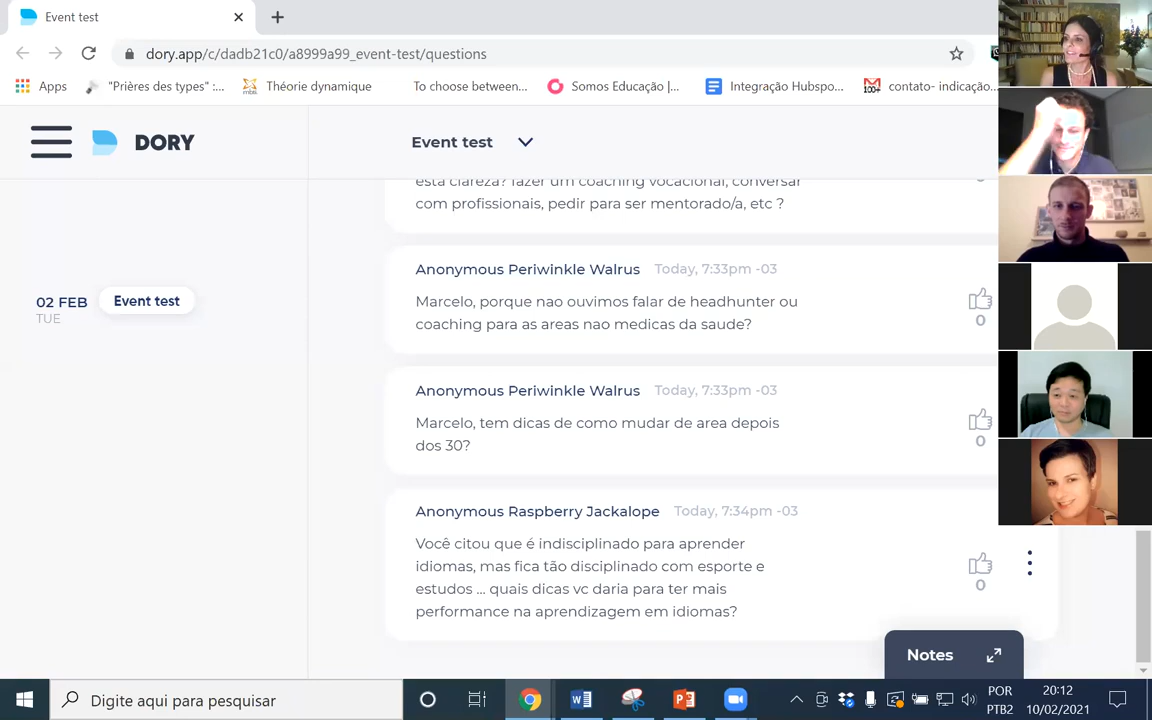 Event test
dory.app/c/dadb21c0/a8999a99_event-test/questions
Apps
"Prières des types" :...
Théorie dynamique
To choose between...
Somos Educação |...
Integração Hubspo...
contato- indicação...
DORY
Event test
esta clareza? fazer um coaching vocacional, conversar
com profissionais, pedir para ser mentorado/a, etc ?
02 FEB
TUE
Event test
Anonymous Periwinkle Walrus Today, 7:33pm -03
Marcelo, porque nao ouvimos falar de headhunter ou
coaching para as areas nao medicas da saude?
0
Anonymous Periwinkle Walrus Today, 7:33pm -03
Marcelo, tem dicas de como mudar de area depois
dos 30?
0
Anonymous Raspberry Jackalope Today, 7:34pm -03
Você citou que é indisciplinado para aprender
idiomas, mas fica tão disciplinado com esporte e
estudos ... quais dicas vc daria para ter mais
performance na aprendizagem em idiomas?
0
Notes
Digite aqui para pesquisar
POR
PTB2
20:12
10/02/2021